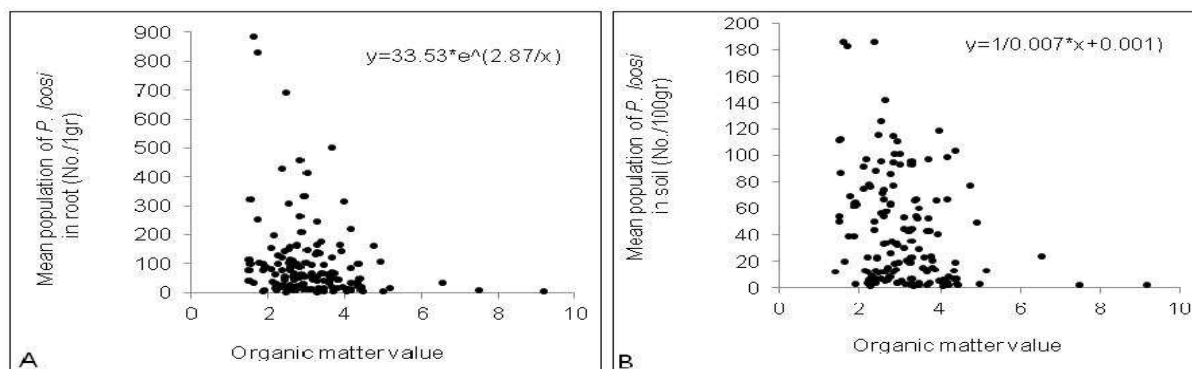 900
800
700
600
500
400
300
200
100
0
0 2 4 6 8 10
Mean population of P. loosi
in root (No./1gr)
y=33.53*e^(2.87/x)
Organic matter value
A
200
180
160
140
120
100
80
60
40
20
0
0 2 4 6 8 10
Mean population of P. loosi
in soil (No./100gr)
y=1/0.007*x+0.001)
Organic matter value
B